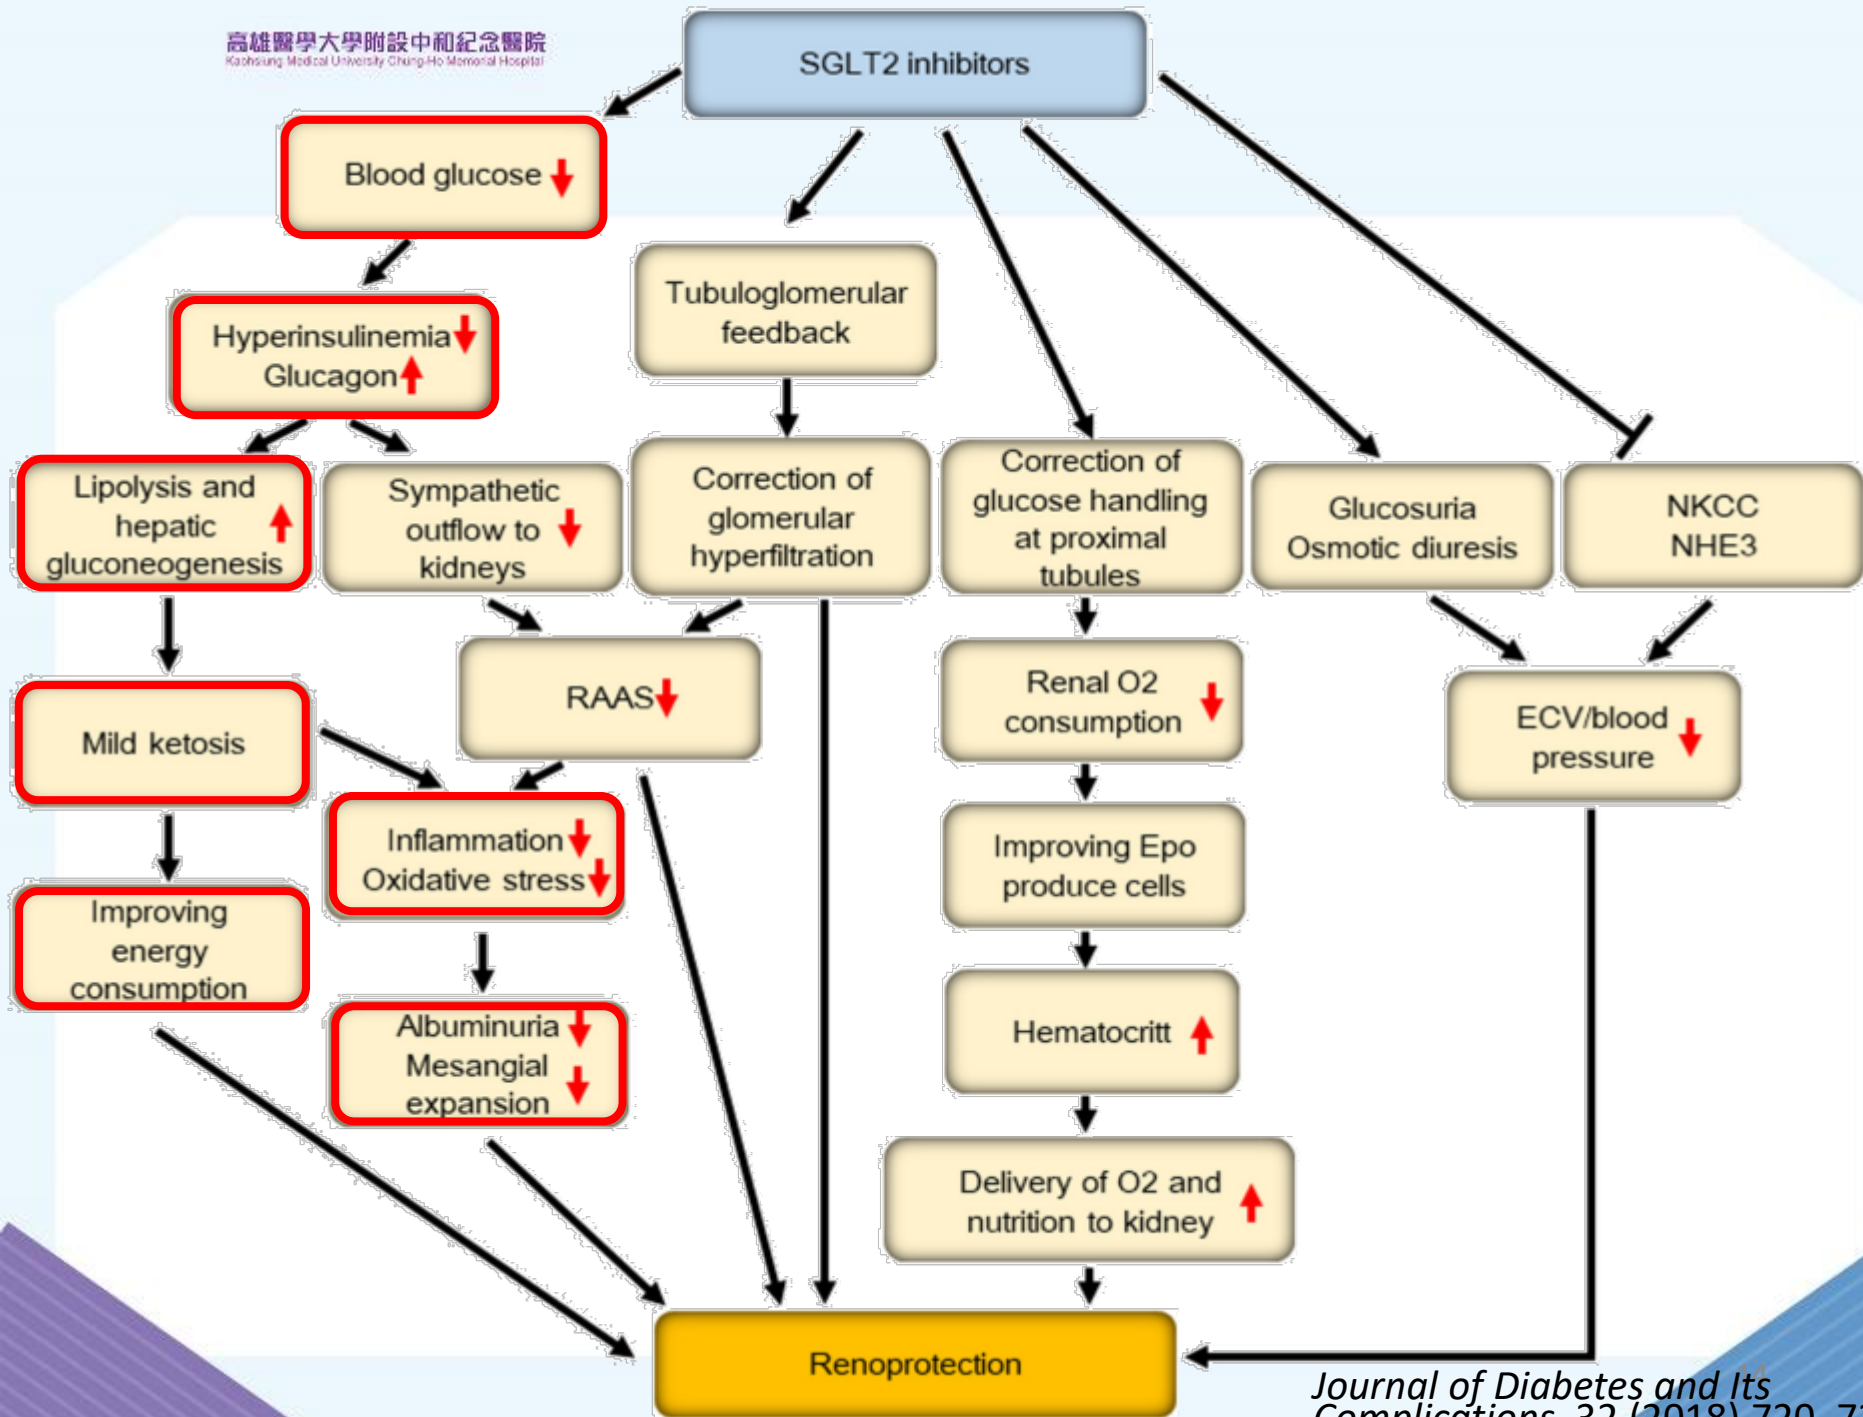 高雄醫學大學附設中和紀念醫院
Kaohsiung Medical University Chung-Ho Memorial Hospital
SGLT2 inhibitors
Blood glucose
Hyperinsulinemia
Glucagon
Tubuloglomerular
feedback
Lipolysis and
hepatic
gluconeogenesis
Sympathetic
outflow to
kidneys
Correction of
glomerular
hyperfiltration
Correction of
glucose handling
at proximal
tubules
Glucosuria
Osmotic diuresis
NKCC
NHE3
Mild ketosis
RAAS
Renal O2
consumption
ECV/blood
pressure
Inflammation
Oxidative stress
Improving Epo
produce cells
Improving
energy
consumption
Albuminuria
Mesangial
expansion
Hematocritt
Delivery of O2 and
nutrition to kidney
Renoprotection
Journal of Diabetes and Its
Complications, 32 (2018) 720